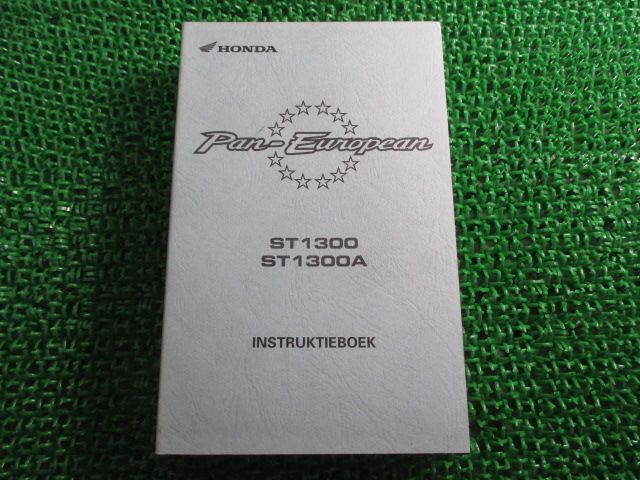 HONDA
Pan-European
ST1300
ST1300A
INSTRUKTIEBOEK